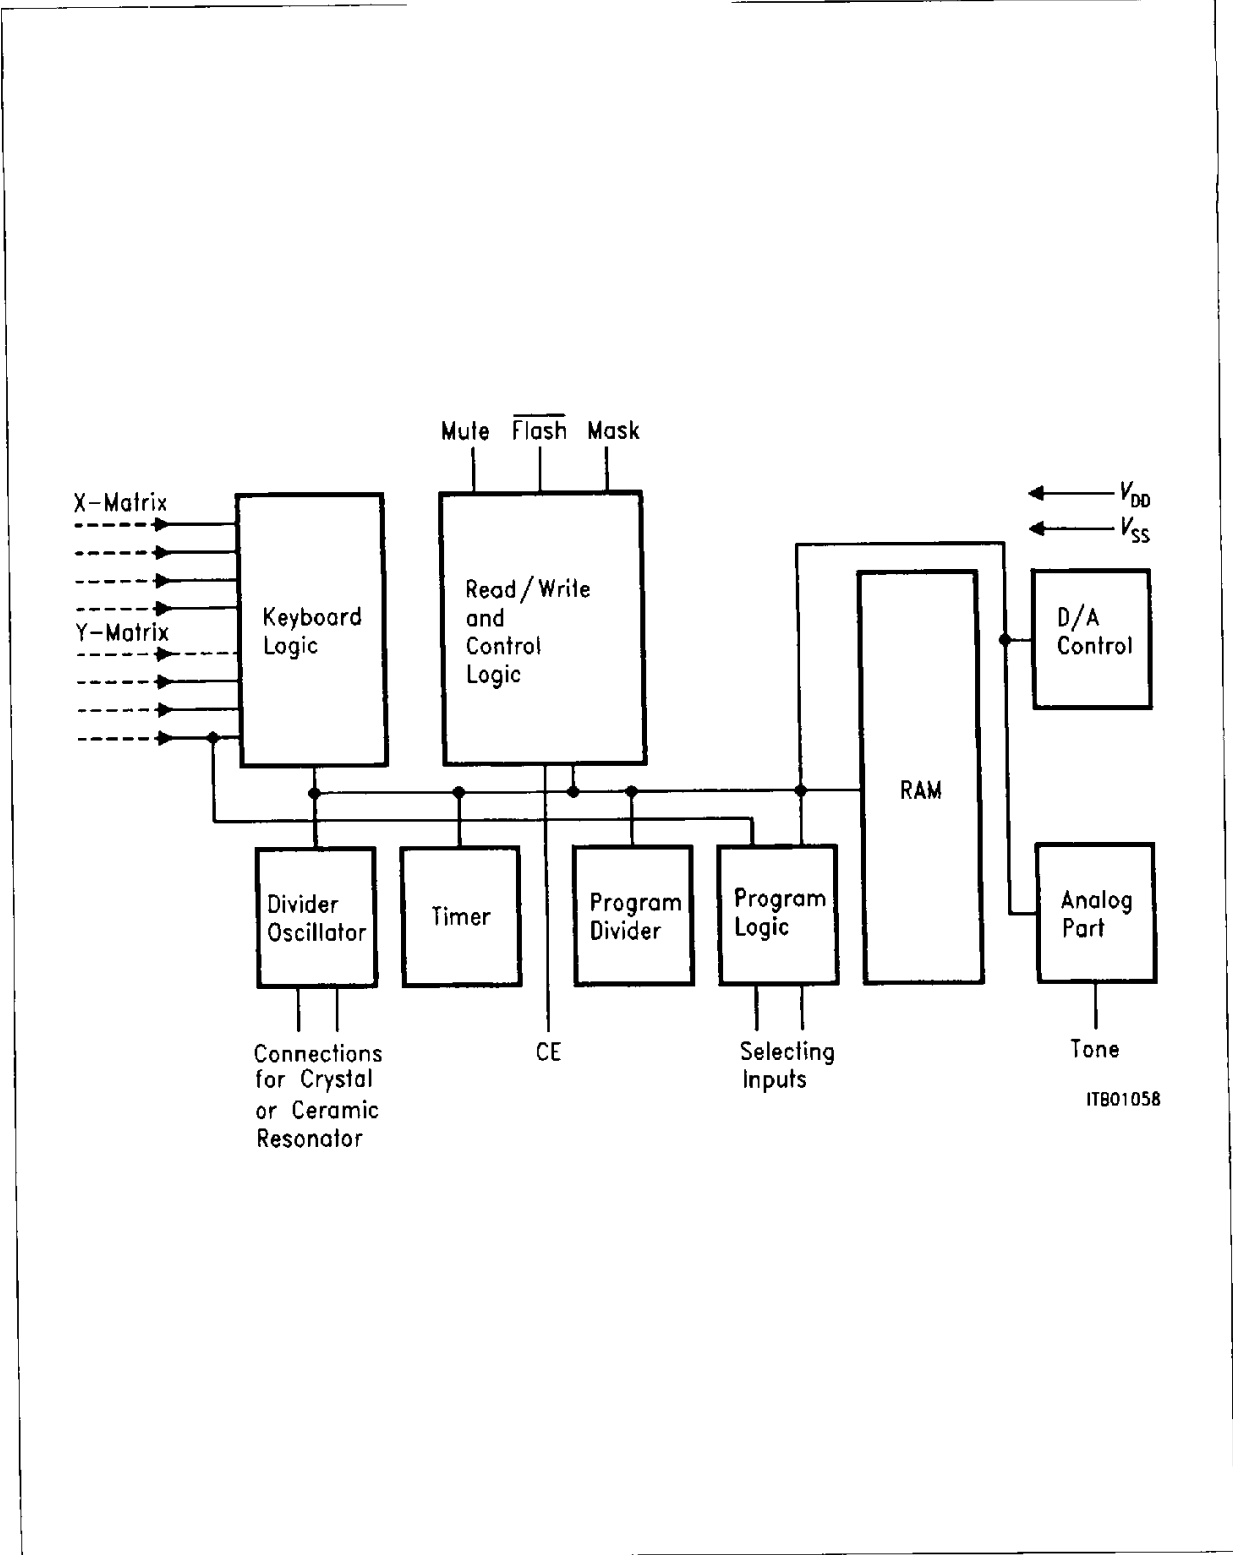 Mute Flash Mask
X-Matrix
V_DD
V_SS
Read/Write
and
Control
Logic
Keyboard
Logic
D/A
Control
Y-Matrix
RAM
Divider
Oscillator
Timer
Program
Divider
Program
Logic
Analog
Part
Connections
for Crystal
or Ceramic
Resonator
CE
Selecting
Inputs
Tone
ITB01058